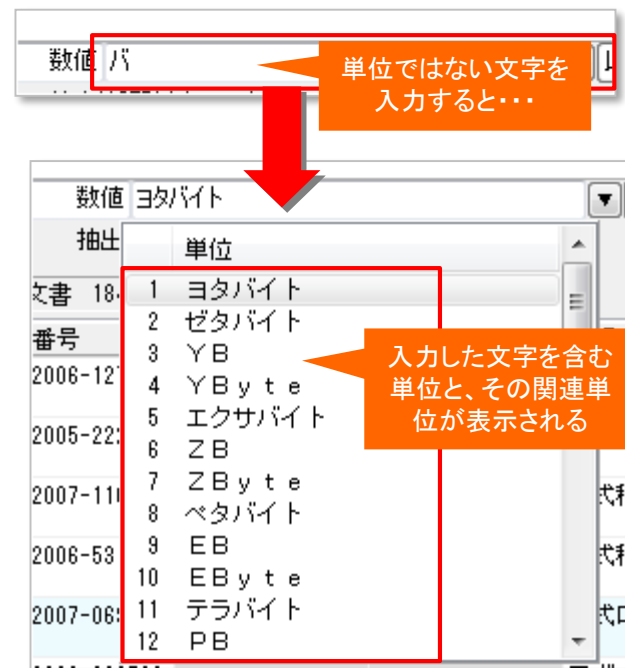 数値 バ
単位ではない文字を
入力すると・・・
数値 ヨタバイト
抽出
単位
文書 18
1 ヨタバイト
番号
2 ゼタバイト
3 ＹＢ
2006-12
4 ＹＢｙｔｅ
入力した文字を含む
単位と、その関連単
位が表示される
5 エクサバイト
2005-22
6 ＺＢ
7 ＺＢｙｔｅ
2007-11
8 ペタバイト
9 ＥＢ
2006-53
10 ＥＢｙｔｅ
11 テラバイト
2007-06
12 ＰＢ